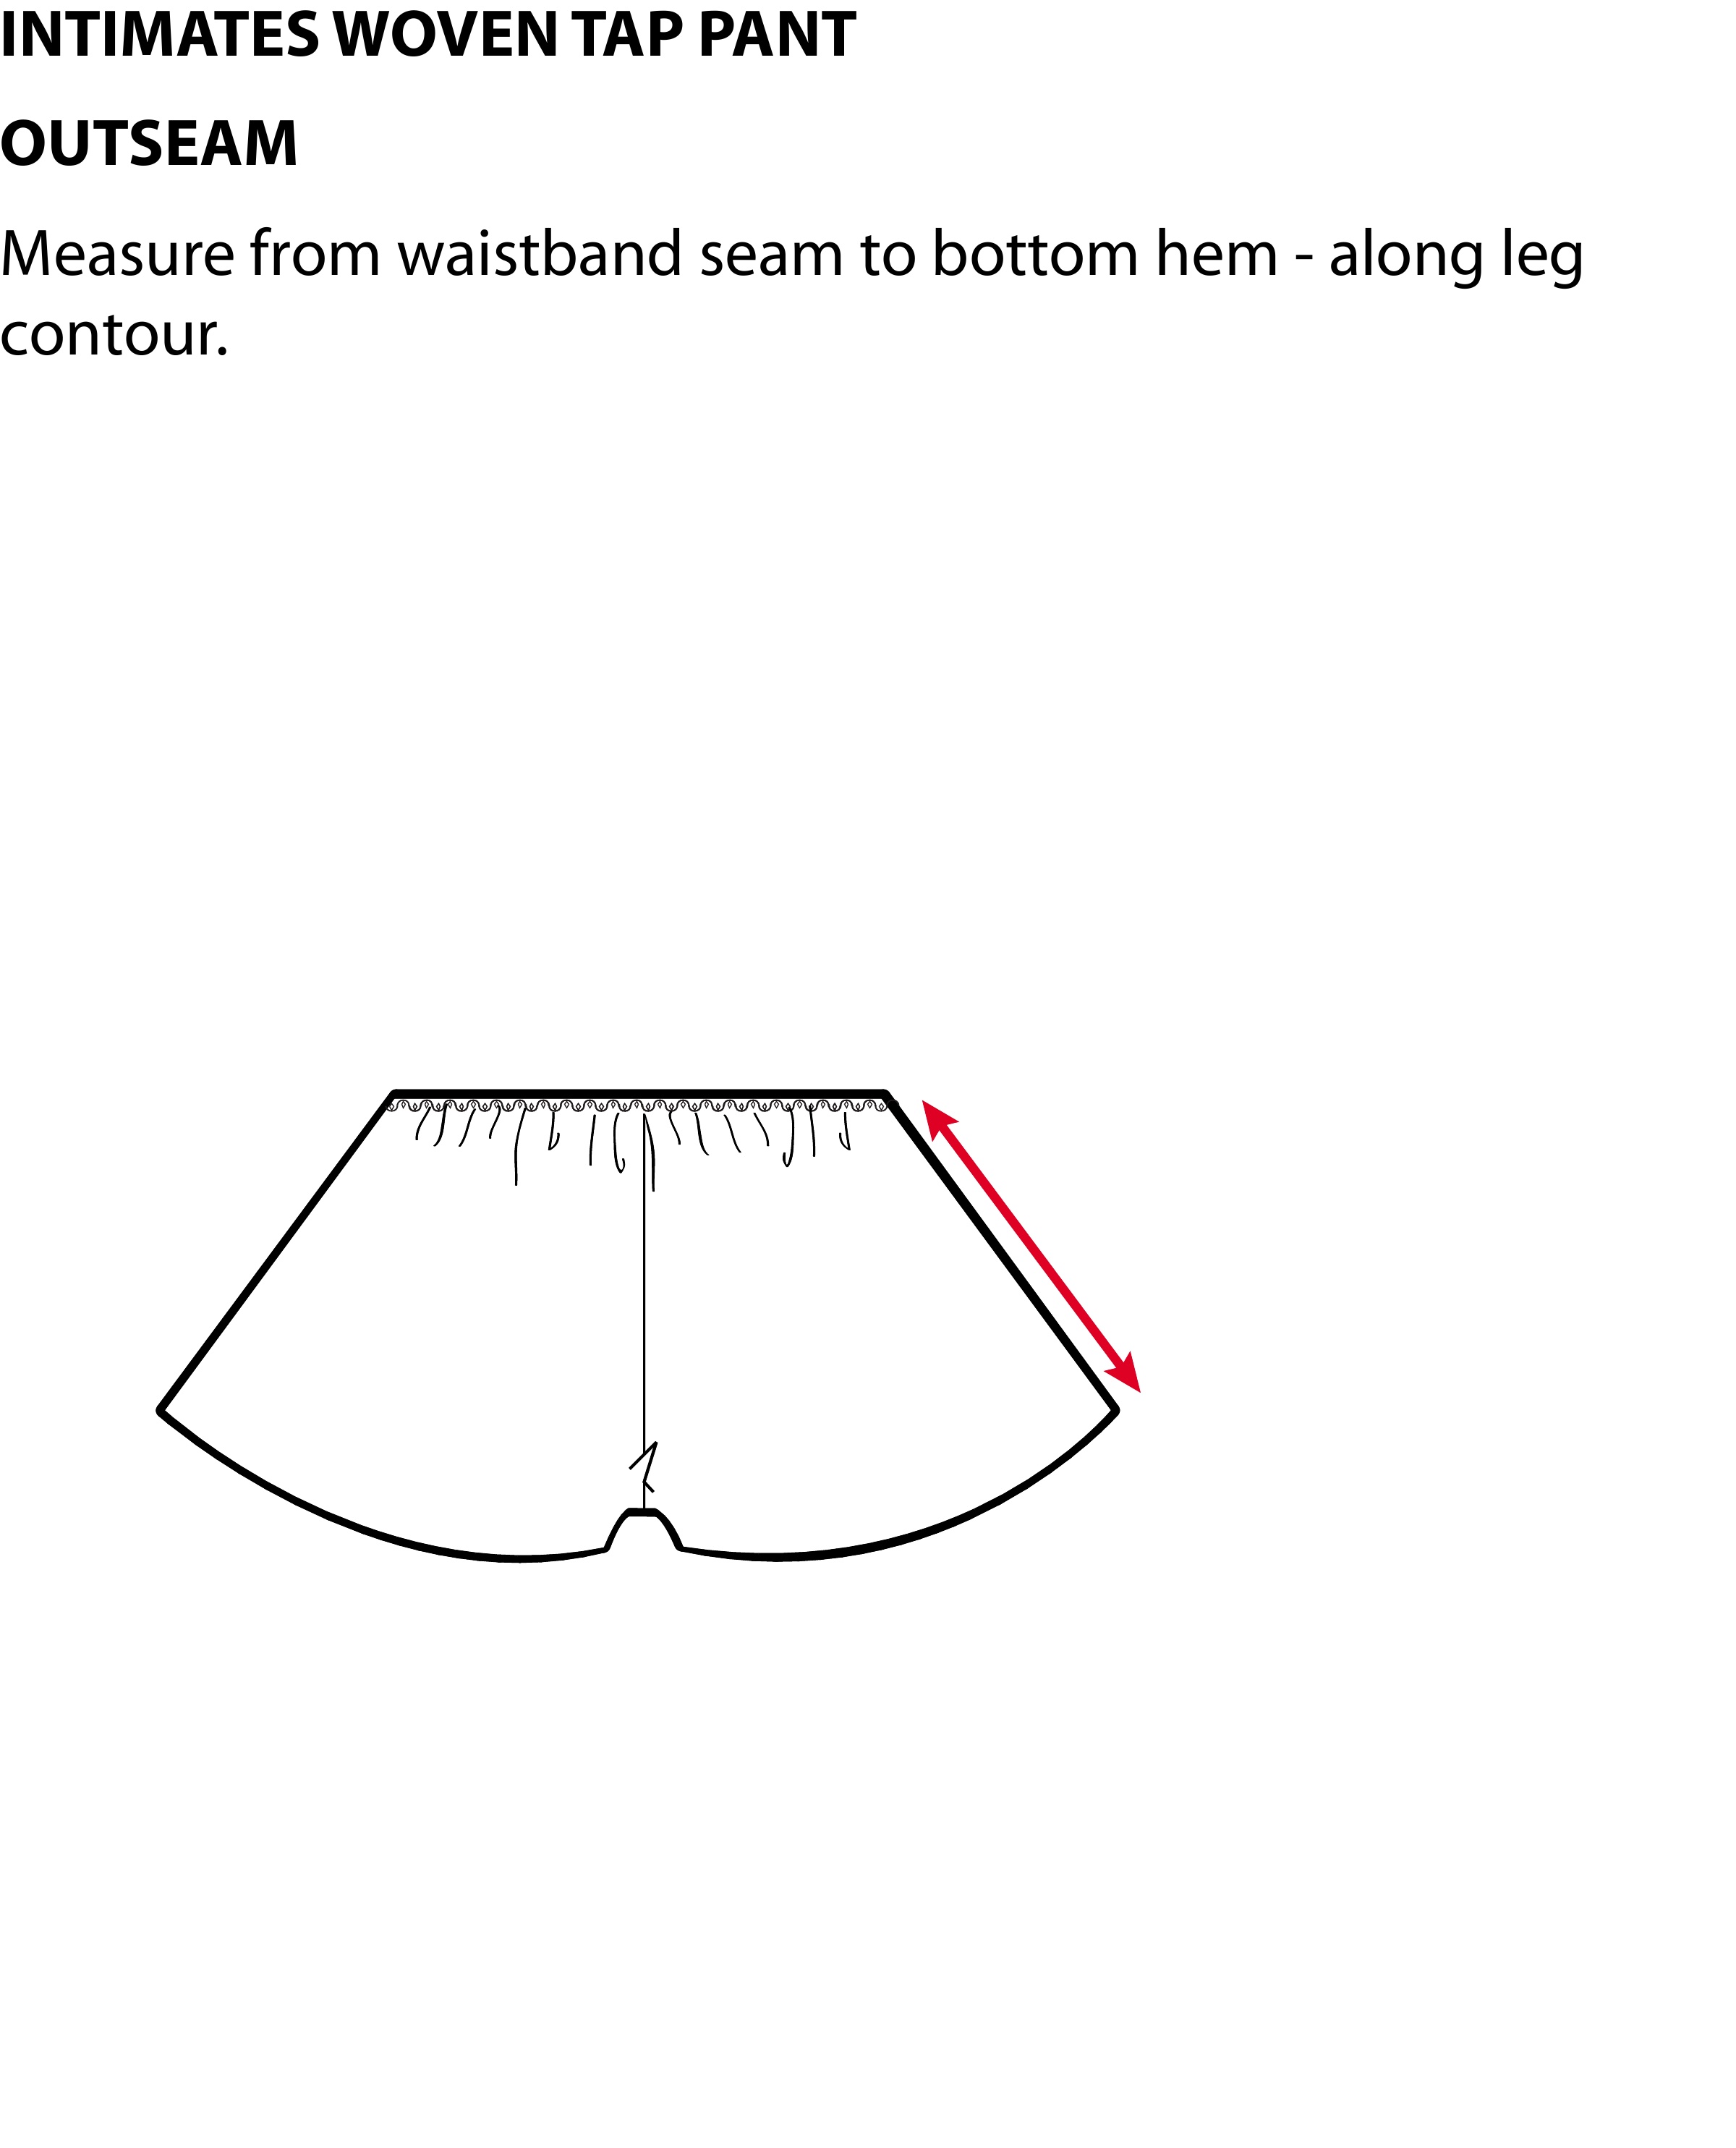 INTIMATES WOVEN TAP PANT
OUTSEAM
Measure from waistband seam to bottom hem - along leg
contour.